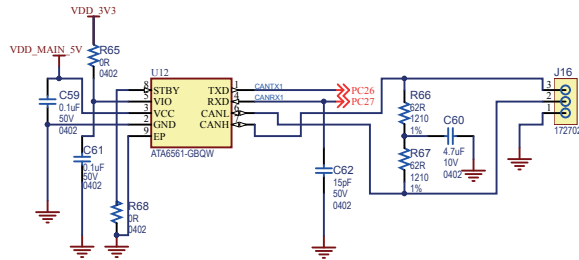 VDD_3V3
VDD_MAIN_5V
R65
0R
0402
C59
0.1uF
50V
0402
C61
0.1uF
50V
0402
R68
0R
0402
U12
8 STBY TXD 1
5 VIO RXD 4
3 VCC CANL
2 GND CANH
9 EP
ATA6561-GBQW
CANTX1
CANRX1
PC26
PC27
C62
15pF
50V
0402
R66
62R
1210
1%
R67
62R
1210
1%
C60
4.7uF
10V
0402
J16
3
2
1
172702